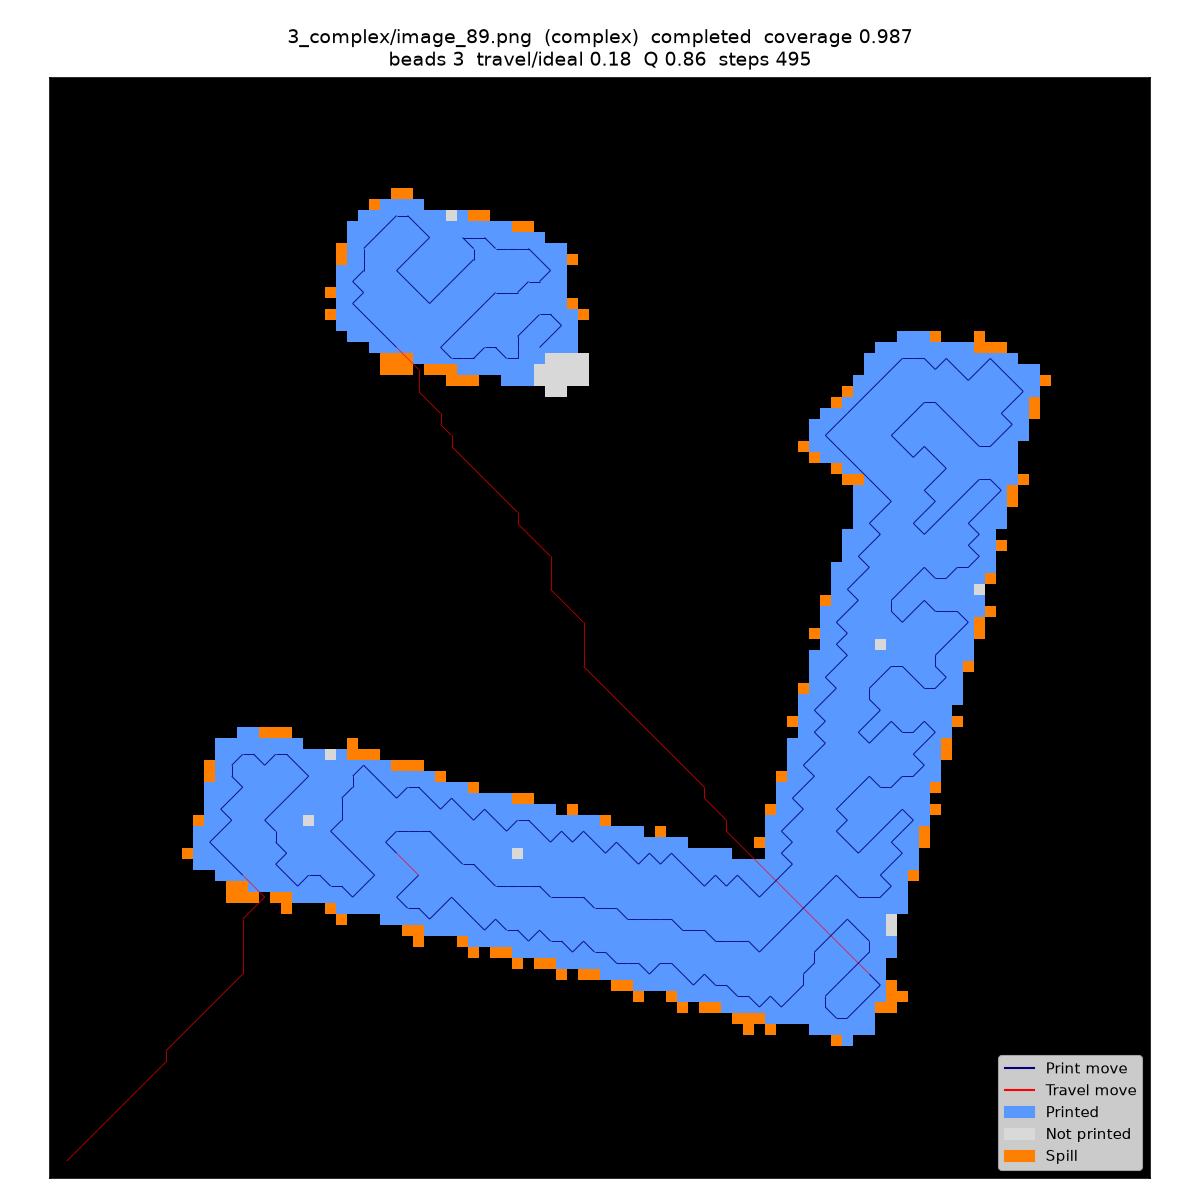 3_complex/image_89.png  (complex)  completed  coverage 0.987
beads 3  travel/ideal 0.18  Q 0.86  steps 495
Print move
Travel move
Printed
Not printed
Spill